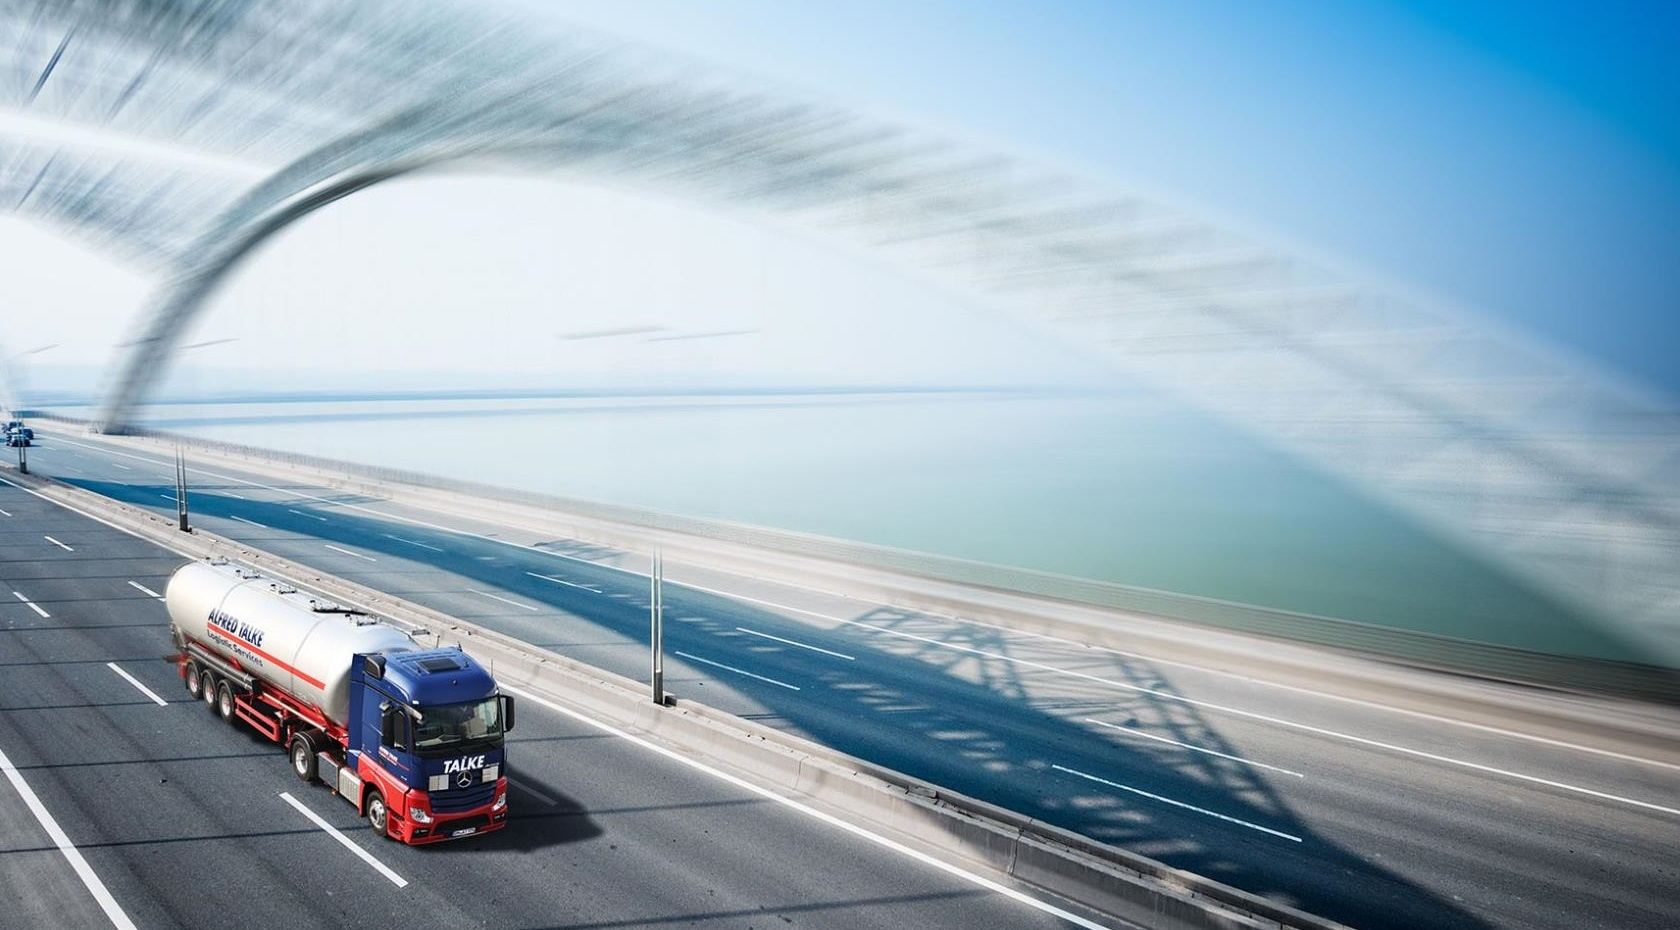 ALFRED TALKE
Logistic Services
TALKE